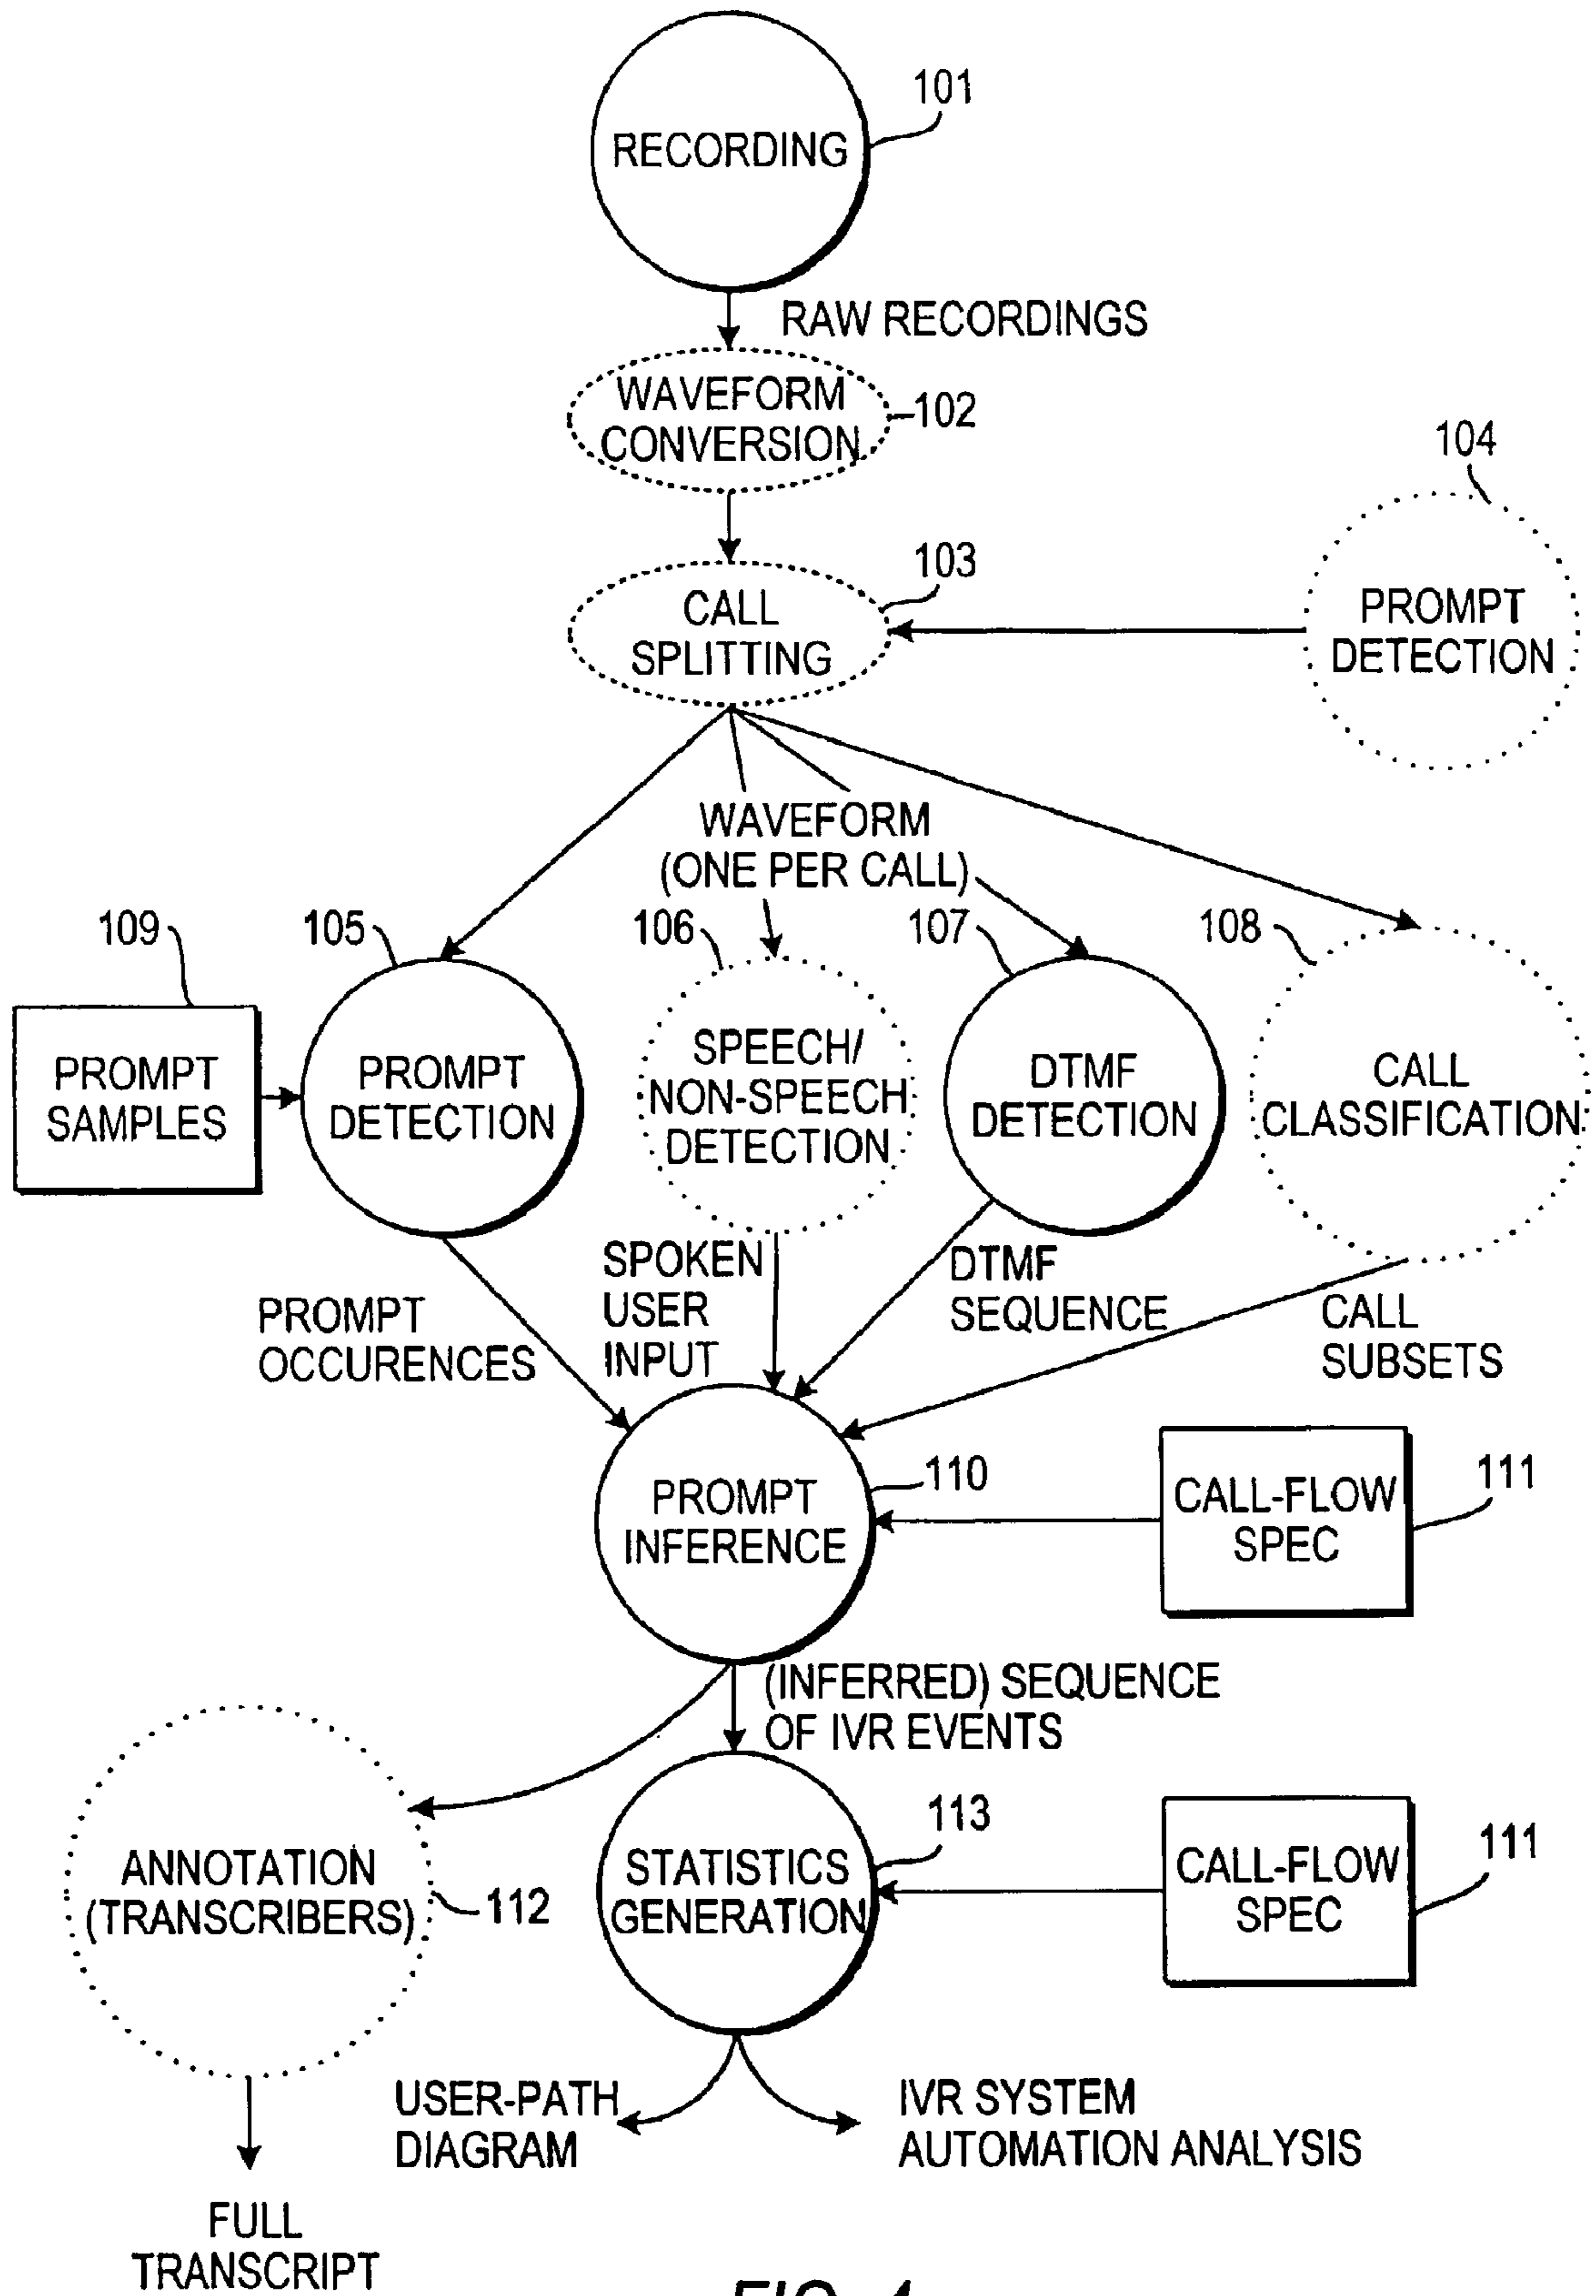 101
RECORDING
RAW RECORDINGS
WAVEFORM
CONVERSION
102
104
103
CALL
SPLITTING
PROMPT
DETECTION
WAVEFORM
(ONE PER CALL)
109
105
106
107
108
PROMPT
SAMPLES
PROMPT
DETECTION
SPEECH/
NON-SPEECH
DETECTION
DTMF
DETECTION
CALL
CLASSIFICATION
PROMPT
OCCURENCES
SPOKEN
USER
INPUT
DTMF
SEQUENCE
CALL
SUBSETS
PROMPT
INFERENCE
110
CALL-FLOW
SPEC
111
(INFERRED) SEQUENCE
OF IVR EVENTS
ANNOTATION
(TRANSCRIBERS)
112
STATISTICS
GENERATION
113
CALL-FLOW
SPEC
111
USER-PATH
DIAGRAM
IVR SYSTEM
AUTOMATION ANALYSIS
FULL
TRANSCRIPT